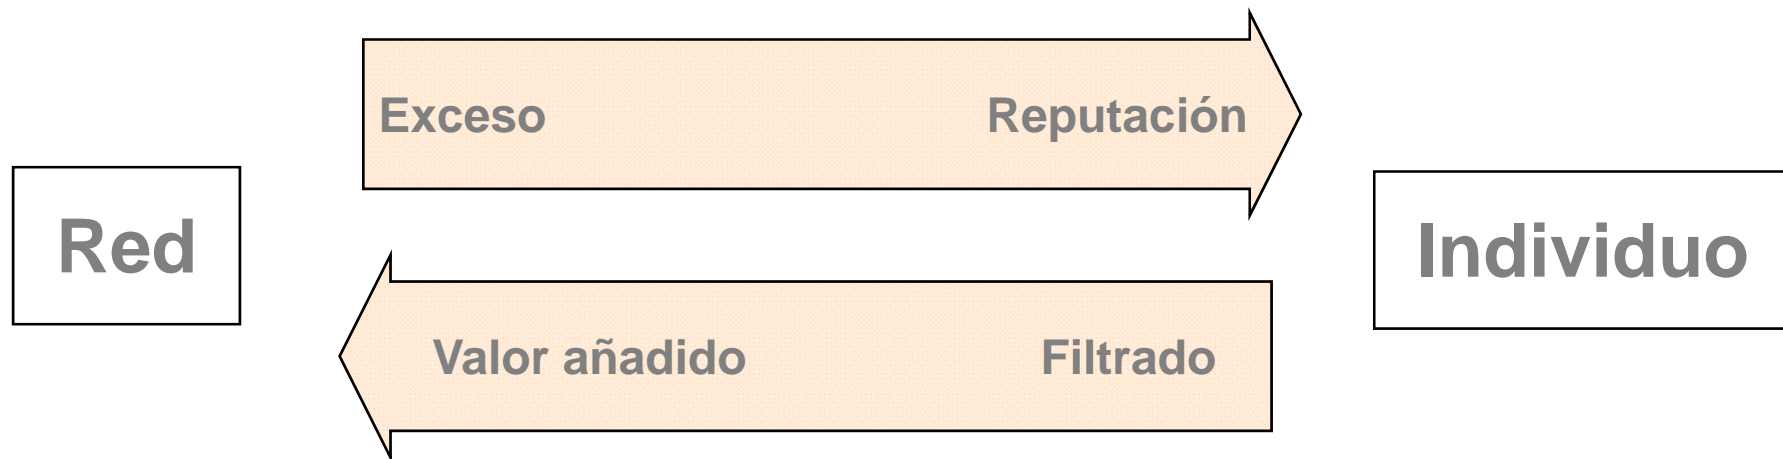 Exceso Reputación
Red
Individuo
Valor añadido Filtrado